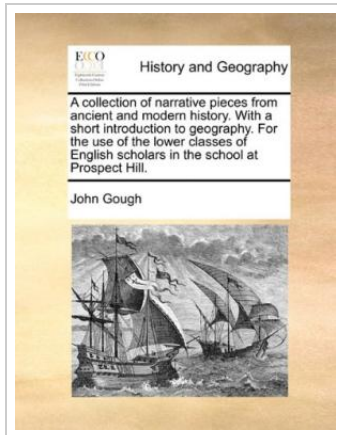 ECCO
History and Geography
A collection of narrative pieces from
ancient and modern history. With a
short introduction to geography. For
the use of the lower classes of
English scholars in the school at
Prospect Hill.
John Gough